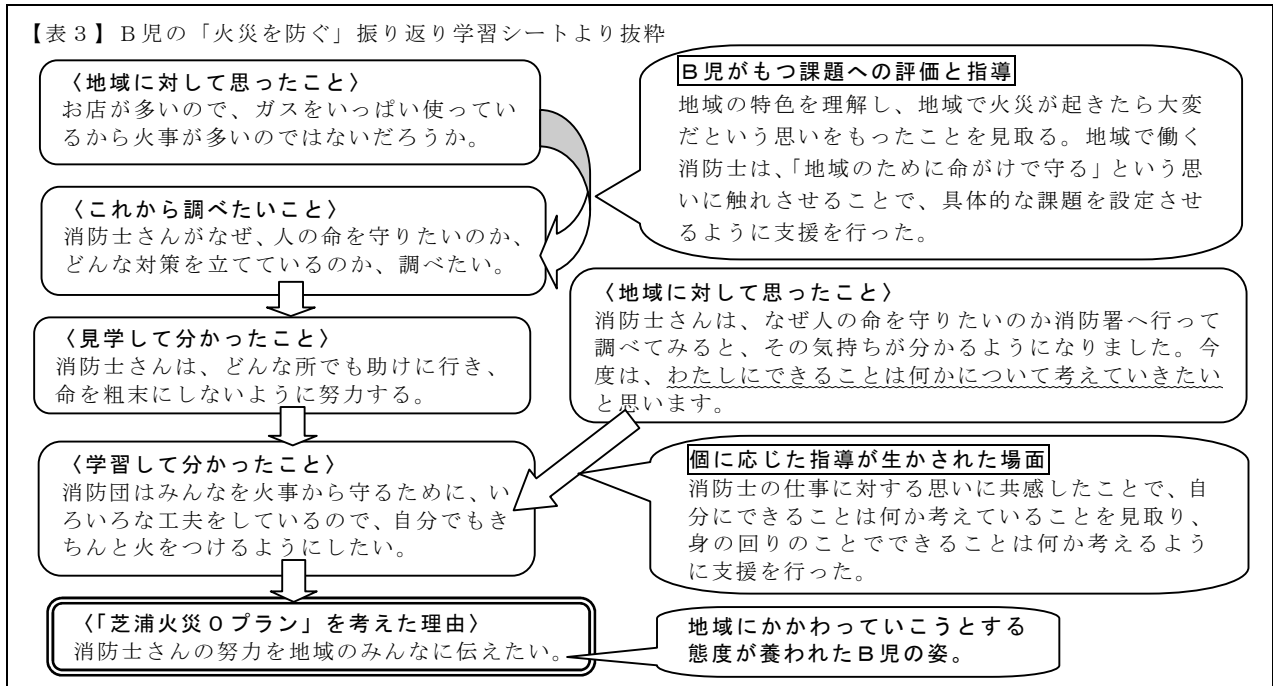 【表３】Ｂ児の「火災を防ぐ」振り返り学習シートより抜粋
〈地域に対して思ったこと〉
お店が多いので、ガスをいっぱい使ってい
るから火事が多いのではないだろうか。
Ｂ児がもつ課題への評価と指導
地域の特色を理解し、地域で火災が起きたら大変
だという思いをもったことを見取る。地域で働く
消防士は、「地域のために命がけで守る」という思
いに触れさせることで、具体的な課題を設定させ
るように支援を行った。
〈これから調べたいこと〉
消防士さんがなぜ、人の命を守りたいのか、
どんな対策を立てているのか、調べたい。
〈見学して分かったこと〉
消防士さんは、どんな所でも助けに行き、
命を粗末にしないように努力する。
〈地域に対して思ったこと〉
消防士さんは、なぜ人の命を守りたいのか消防署へ行って
調べてみると、その気持ちが分かるようになりました。今
度は、わたしにできることは何かについて考えていきたい
と思います。
〈学習して分かったこと〉
消防団はみんなを火事から守るために、い
ろいろな工夫をしているので、自分でもき
ちんと火をつけるようにしたい。
個に応じた指導が生かされた場面
消防士の仕事に対する思いに共感したことで、自
分にできることは何か考えていることを見取り、
身の回りのことでできることは何か考えるよう
に支援を行った。
〈「芝浦火災０プラン」を考えた理由〉
消防士さんの努力を地域のみんなに伝えたい。
地域にかかわっていこうとする
態度が養われたＢ児の姿。